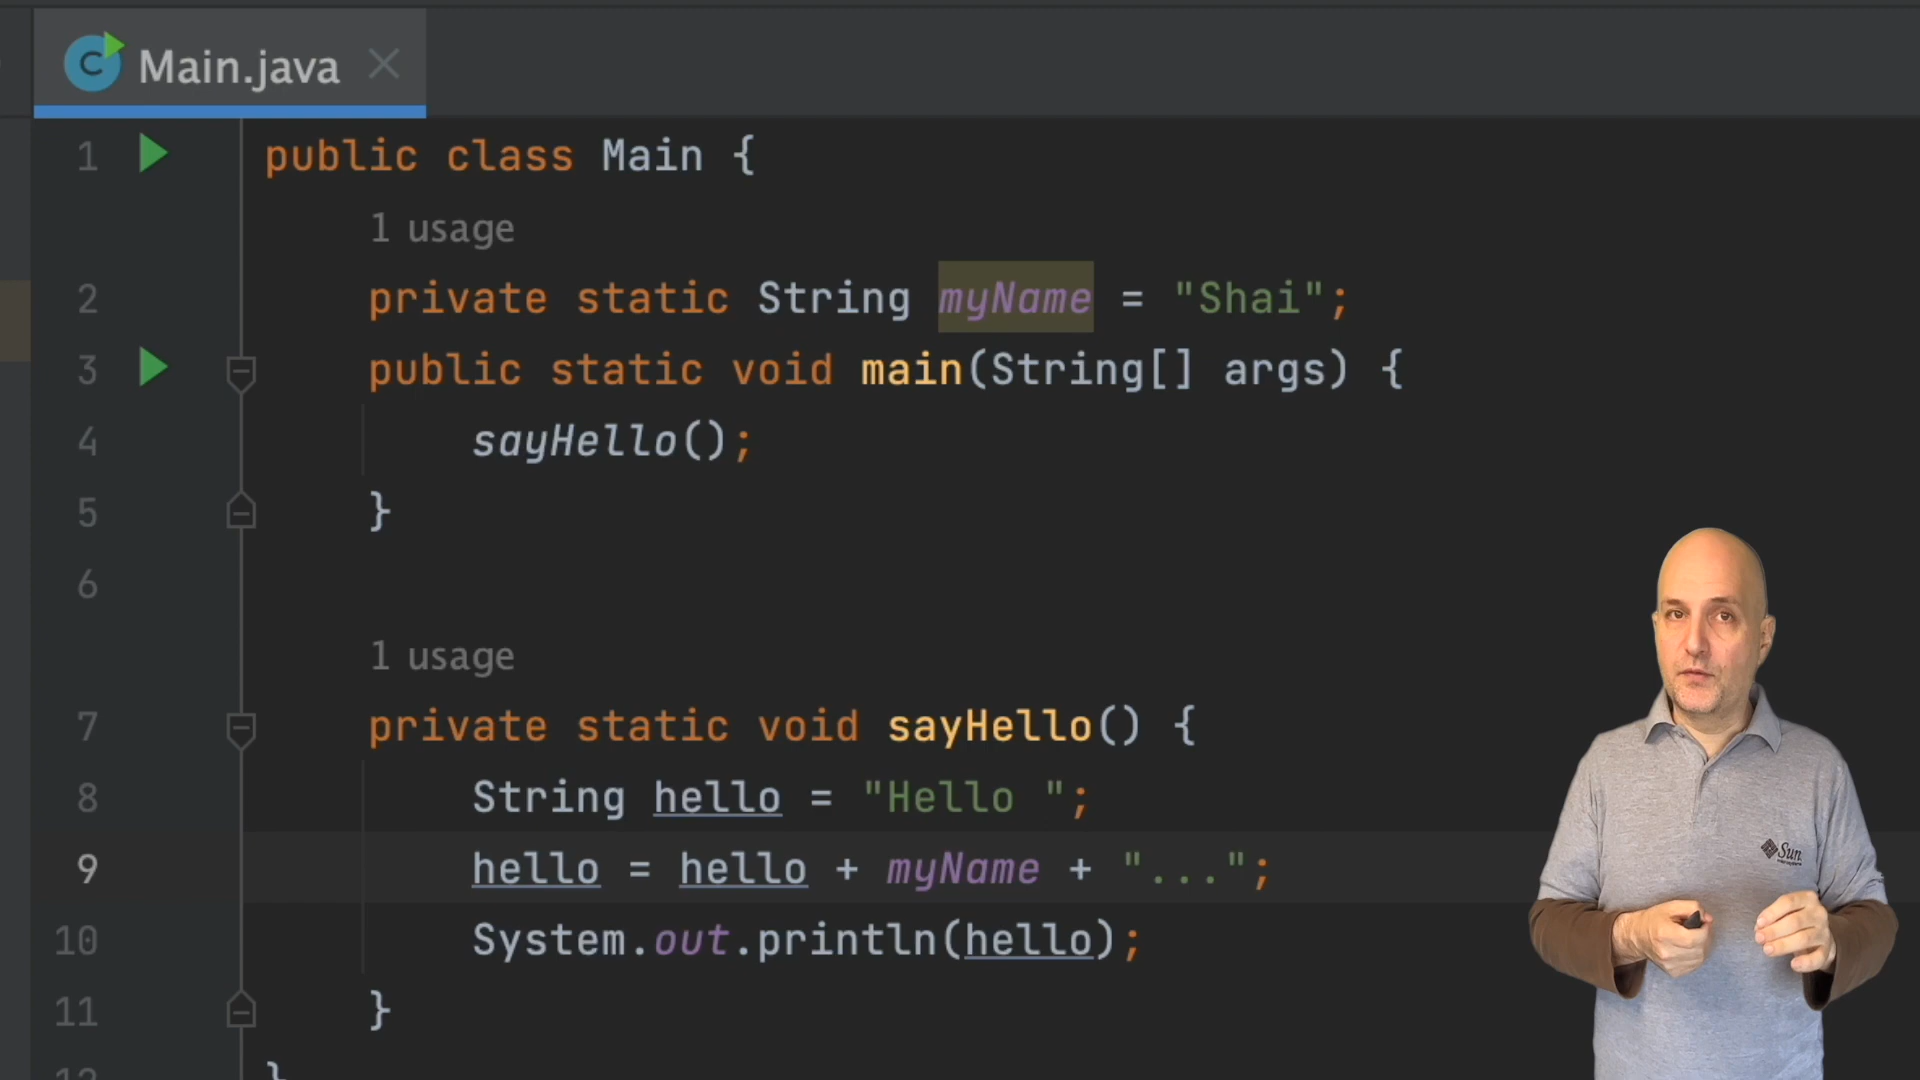 Main.java
1 public class Main {
1 usage
2 private static String myName = "Shai";
3 public static void main(String[] args) {
4 sayHello();
5 }
6
1 usage
7 private static void sayHello() {
8 String hello = "Hello ";
9 hello = hello + myName + "...";
10 System.out.println(hello);
11 }
12 }
Sun